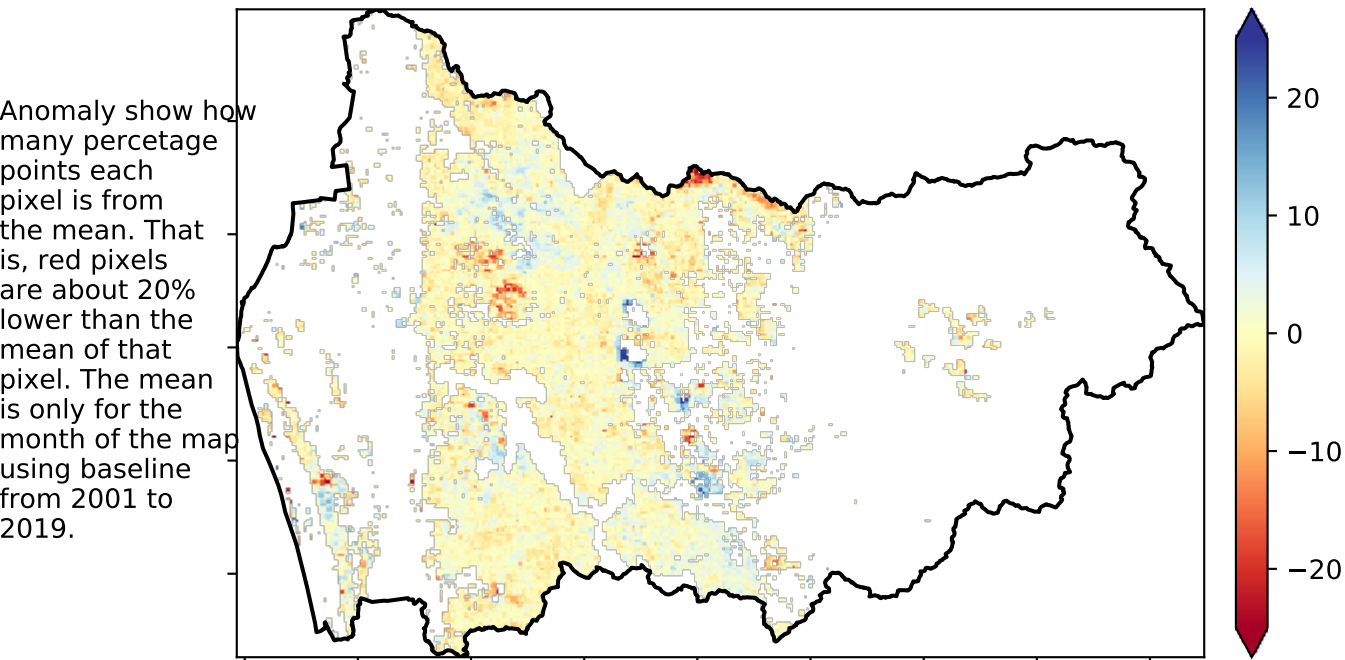 Anomaly show how
many percetage
points each
pixel is from
the mean. That
is, red pixels
are about 20%
lower than the
mean of that
pixel. The mean
is only for the
month of the map
using baseline
from 2001 to
2019.
20
10
0
−10
−20